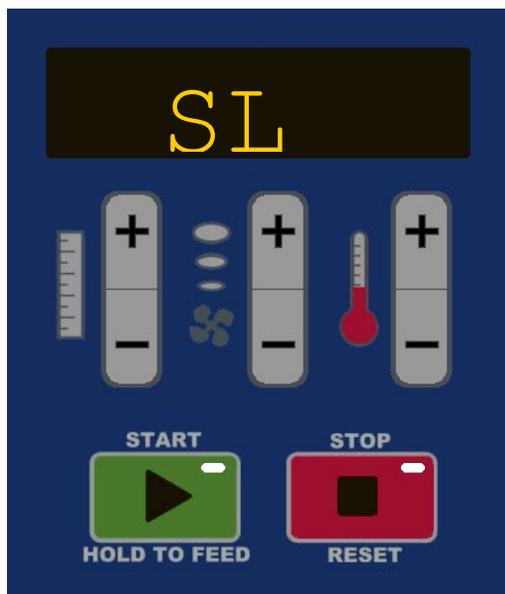 SL
+ + +
− − −
START STOP
HOLD TO FEED RESET